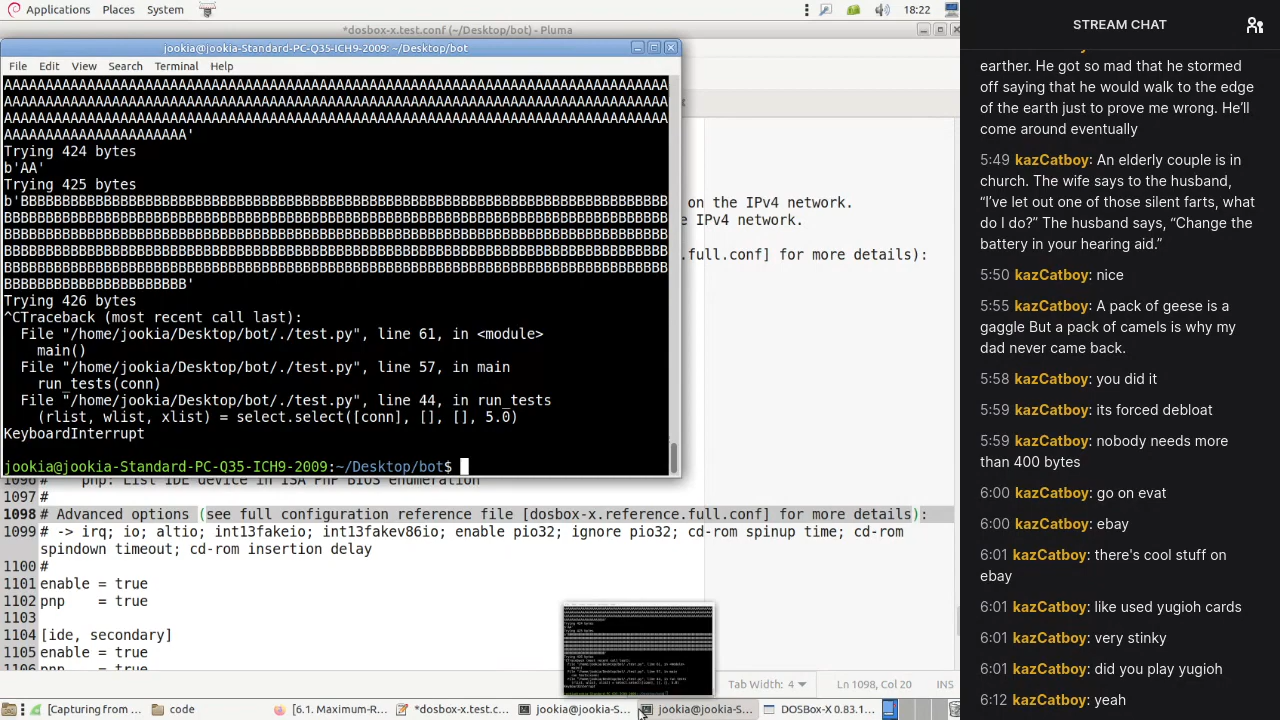 Applications Places System
18:22
*dosbox-x.test.conf (~/Desktop/bot) - Pluma
jookia@jookia-Standard-PC-Q35-ICH9-2009: ~/Desktop/bot
File Edit View Search Terminal Help
AAAAAAAAAAAAAAAAAAAAAA'
Trying 424 bytes
b'AA'
Trying 425 bytes
BBBBBBBBBBBBBBBBBBBBBB'
Trying 426 bytes
^CTraceback (most recent call last):
File "/home/jookia/Desktop/bot/./test.py", line 61, in <module>
main()
File "/home/jookia/Desktop/bot/./test.py", line 57, in main
run_tests(conn)
File "/home/jookia/Desktop/bot/./test.py", line 44, in run_tests
(rlist, wlist, xlist) = select.select([conn], [], [], 5.0)
KeyboardInterrupt
jookia@jookia-Standard-PC-Q35-ICH9-2009:~/Desktop/bot$
on the IPv4 network.
e IPv4 network.
.full.conf] for more details):
1096 # pnp: List IDE device in ISA PnP BIOS enumeration
1097 #
1098 # Advanced options (see full configuration reference file [dosbox-x.reference.full.conf] for more details):
1099 # -> irq; io; altio; int13fakeio; int13fakev86io; enable pio32; ignore pio32; cd-rom spinup time; cd-rom
spindown timeout; cd-rom insertion delay
1100 #
1101 enable = true
1102 pnp = true
1103
1104 [ide, secondary]
1105 enable = true
1106 pnp = true
Tab Width: 4 Ln 1098, Col 20 INS
[6.1. Maximum-R... *dosbox-x.test.c... jookia@jookia-S... jookia@jookia-S... DOSBox-X 0.83.1...
STREAM CHAT
earther. He got so mad that he stormed
off saying that he would walk to the edge
of the earth just to prove me wrong. He'll
come around eventually
5:49 kazCatboy: An elderly couple is in
church. The wife says to the husband,
“I've let out one of those silent farts, what
do I do?” The husband says, “Change the
battery in your hearing aid.”
5:50 kazCatboy: nice
5:55 kazCatboy: A pack of geese is a
gaggle But a pack of camels is why my
dad never came back.
5:58 kazCatboy: you did it
5:59 kazCatboy: its forced debloat
5:59 kazCatboy: nobody needs more
than 400 bytes
6:00 kazCatboy: go on evat
6:00 kazCatboy: ebay
6:01 kazCatboy: there's cool stuff on
ebay
6:01 kazCatboy: like used yugioh cards
6:01 kazCatboy: very stinky
kazCatboy: do you play yugioh
6:12 kazCatboy: yeah